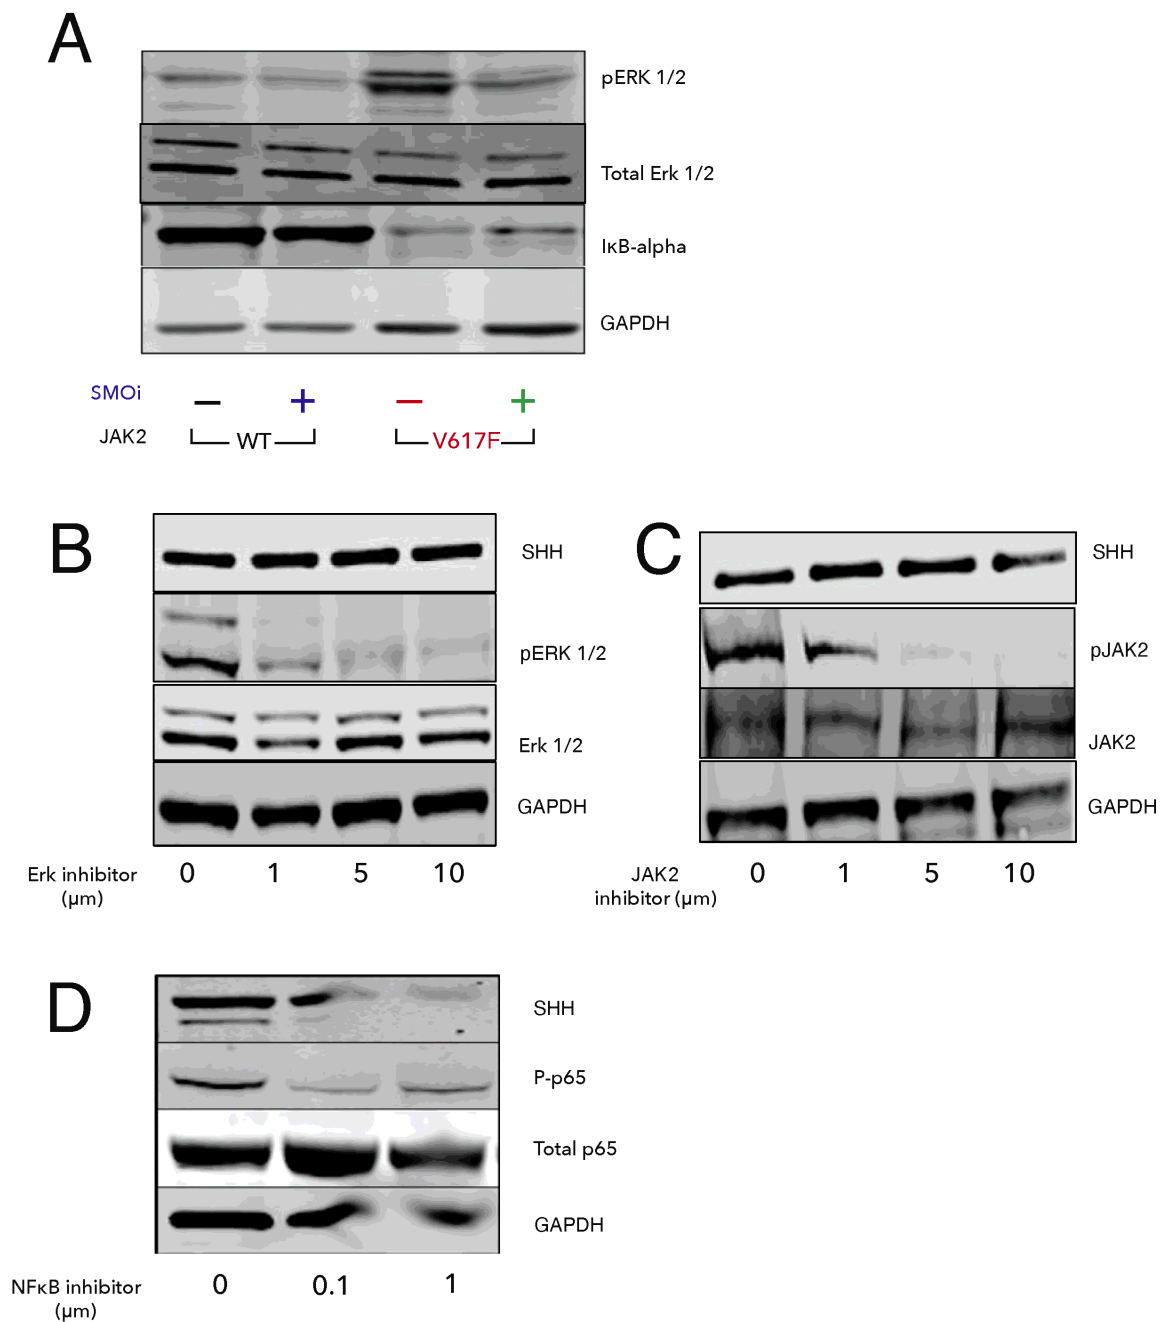 A
pERK 1/2
Total Erk 1/2
IκB-alpha
GAPDH
SMOi − + − +
JAK2 WT V617F
B
SHH
pERK 1/2
Erk 1/2
GAPDH
Erk inhibitor
(µm)
0 1 5 10
C
SHH
pJAK2
JAK2
GAPDH
JAK2
inhibitor (µm)
0 1 5 10
D
SHH
P-p65
Total p65
GAPDH
NFκB inhibitor
(µm)
0 0.1 1